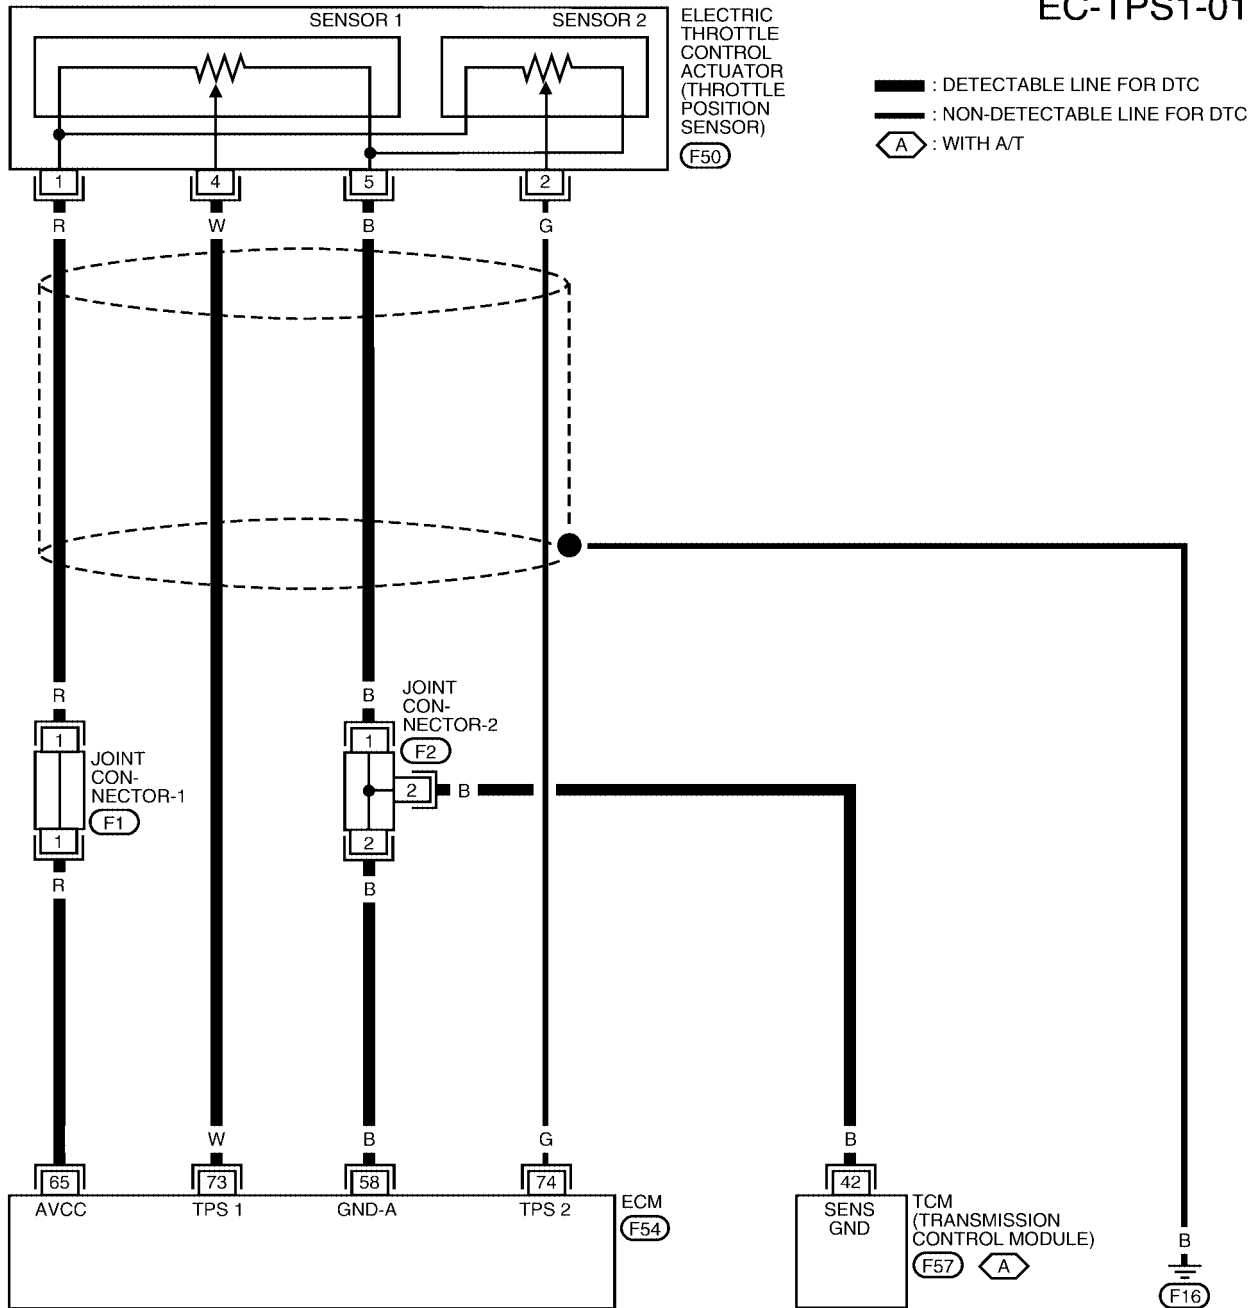 EC-TPS1-01
SENSOR 1
SENSOR 2
ELECTRIC
THROTTLE
CONTROL
ACTUATOR
(THROTTLE
POSITION
SENSOR)
F50
: DETECTABLE LINE FOR DTC
: NON-DETECTABLE LINE FOR DTC
A : WITH A/T
1 4 5 2
R W B G
R B
JOINT
CON-
NECTOR-2
F2
1 1
JOINT
CON-
NECTOR-1
F1
2 B
1 2
R B
W B G B
65 73 58 74 42
AVCC TPS 1 GND-A TPS 2
ECM
F54
SENS
GND
TCM
(TRANSMISSION
CONTROL MODULE)
F57 A
B
F16